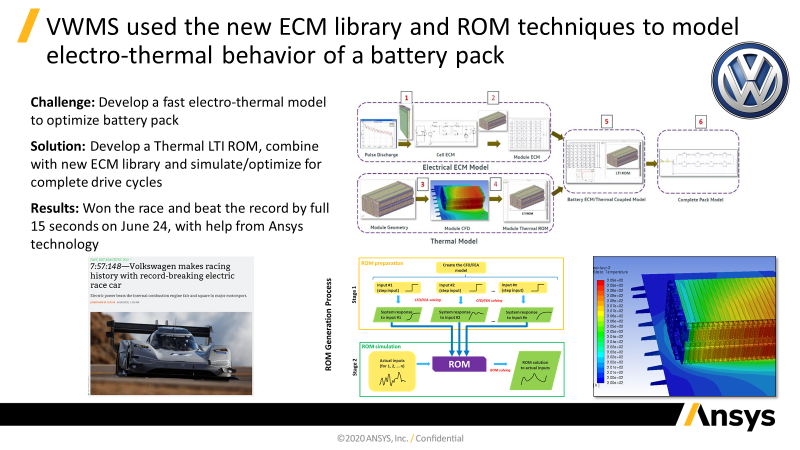 VWMS used the new ECM library and ROM techniques to model
electro-thermal behavior of a battery pack
Challenge: Develop a fast electro-thermal model
to optimize battery pack
Solution: Develop a Thermal LTI ROM, combine
with new ECM library and simulate/optimize for
complete drive cycles
Results: Won the race and beat the record by full
15 seconds on June 24, with help from Ansys
technology
7:57:148—Volkswagen makes racing
history with record-breaking electric
race car
Electric power beats the internal combustion engine fair and square in major motorsport.
1
2
Pulse Discharge
Cell ECM
Module ECM
Electrical ECM Model
3
4
Module Geometry
Module CFD
LTI ROM
Module Thermal ROM
Thermal Model
5
LTI ROM
Battery ECM/Thermal Coupled Model
6
Complete Pack Model
ROM Generation Process
Stage 1
ROM preparation
Create the CFD/FEA
model
Input #1
(step input)
Input #2
(step input)
...
Input #n
(step input)
CFD/FEA solving
CFD/FEA solving
System response
to input #1
System response
to input #2
...
System response
to input #n
Stage 2
ROM simulation
Actual inputs
(for 1, 2, ... n)
ROM
ROM solving
ROM solution
to actual inputs
Ansys
©2020 ANSYS, Inc. / Confidential